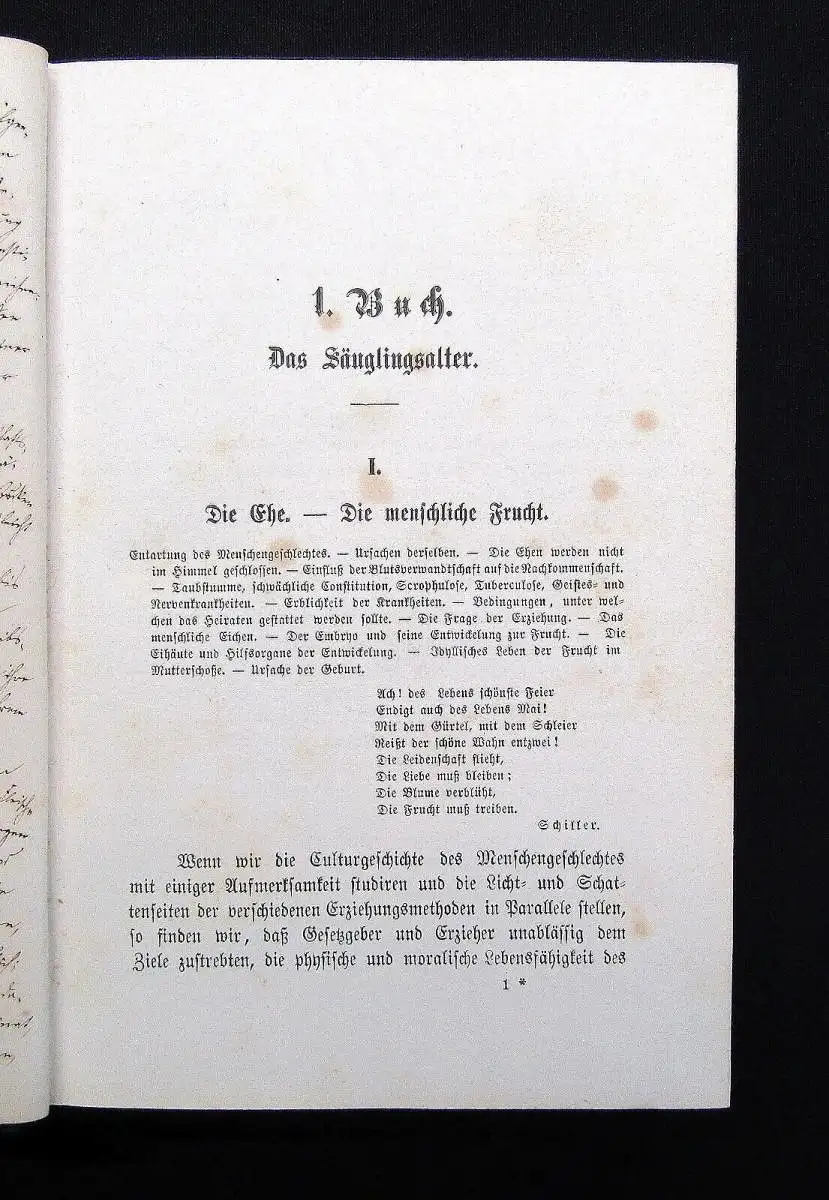 1. Buch.
Das Säuglingsalter.
I.
Die Ehe. — Die menschliche Frucht.
Entartung des Menschengeschlechtes. — Ursachen derselben. — Die Ehen werden nicht
im Himmel geschlossen. — Einfluß der Blutsverwandtschaft auf die Nachkommenschaft.
— Taubstumme, schwächliche Constitution, Scrophulose, Tuberculose, Geistes- und
Nervenkrankheiten. — Erblichkeit der Krankheiten. — Bedingungen, unter wel-
chen das Heiraten gestattet werden sollte. — Die Frage der Erziehung. — Das
menschliche Eichen. — Der Embryo und seine Entwickelung zur Frucht. — Die
Eihäute und Hilfsorgane der Entwickelung. — Idyllisches Leben der Frucht im
Mutterschoße. — Ursache der Geburt.
Ach! des Lebens schönste Feier
Endigt auch des Lebens Mai!
Mit dem Gürtel, mit dem Schleier
Reißt der schöne Wahn entzwei!
Die Leidenschaft flieht,
Die Liebe muß bleiben;
Die Blume verblüht,
Die Frucht muß treiben.
Schiller.
Wenn wir die Culturgeschichte des Menschengeschlechtes
mit einiger Aufmerksamkeit studiren und die Licht- und Schat-
tenseiten der verschiedenen Erziehungsmethoden in Parallele stellen,
so finden wir, daß Gesetzgeber und Erzieher unablässig dem
Ziele zustrebten, die physische und moralische Lebensfähigkeit des
1 *